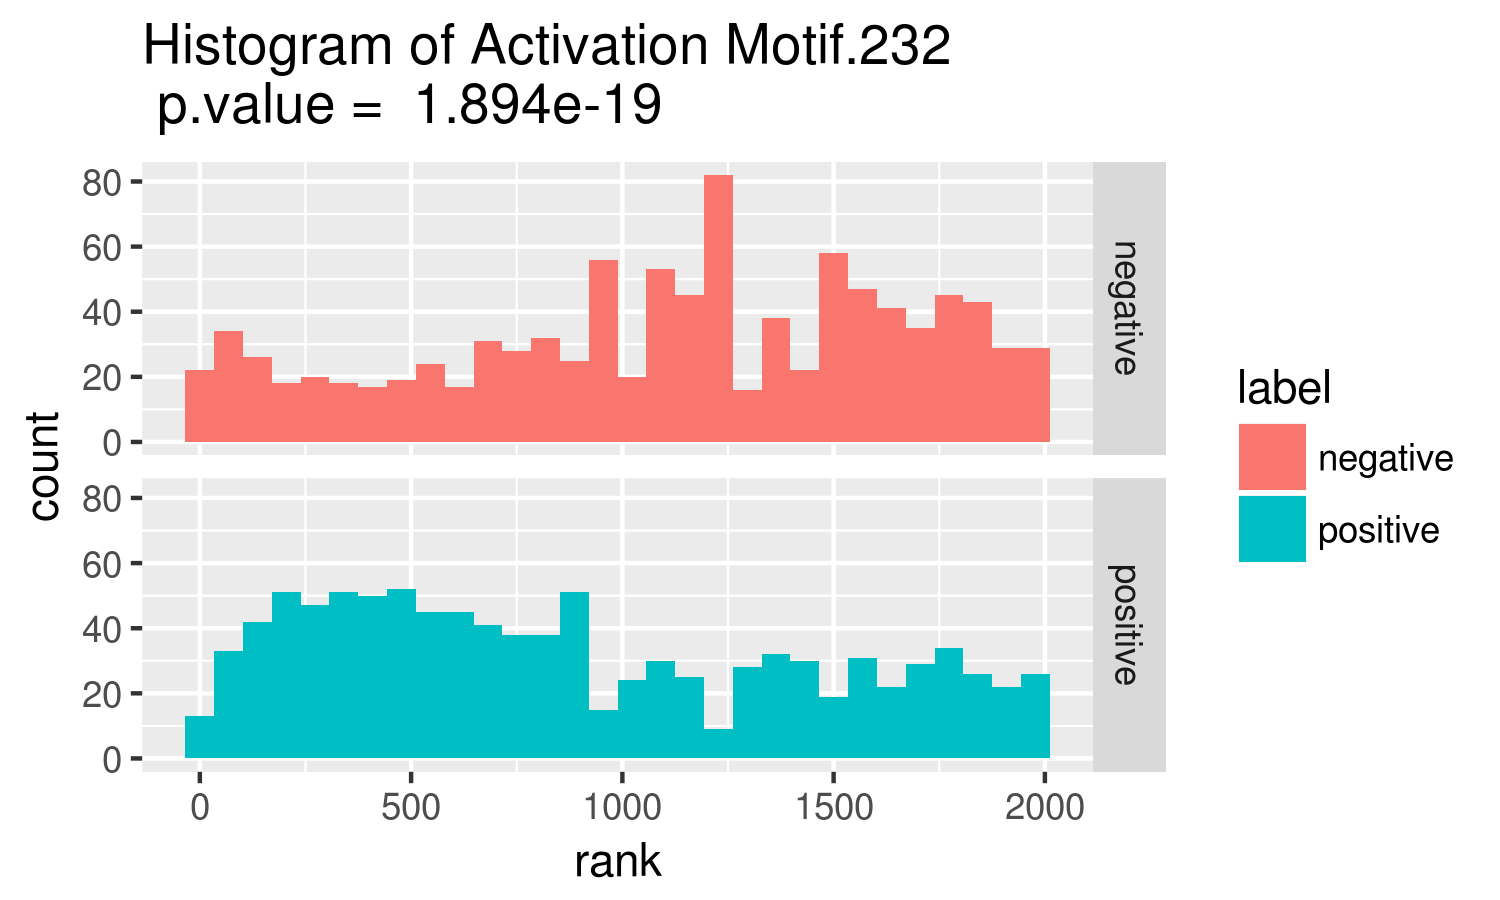 Histogram of Activation Motif.232
p.value = 1.894e-19
80
60
40
20
0
negative
count
80
60
40
20
0
positive
0 500 1000 1500 2000
rank
label
negative
positive